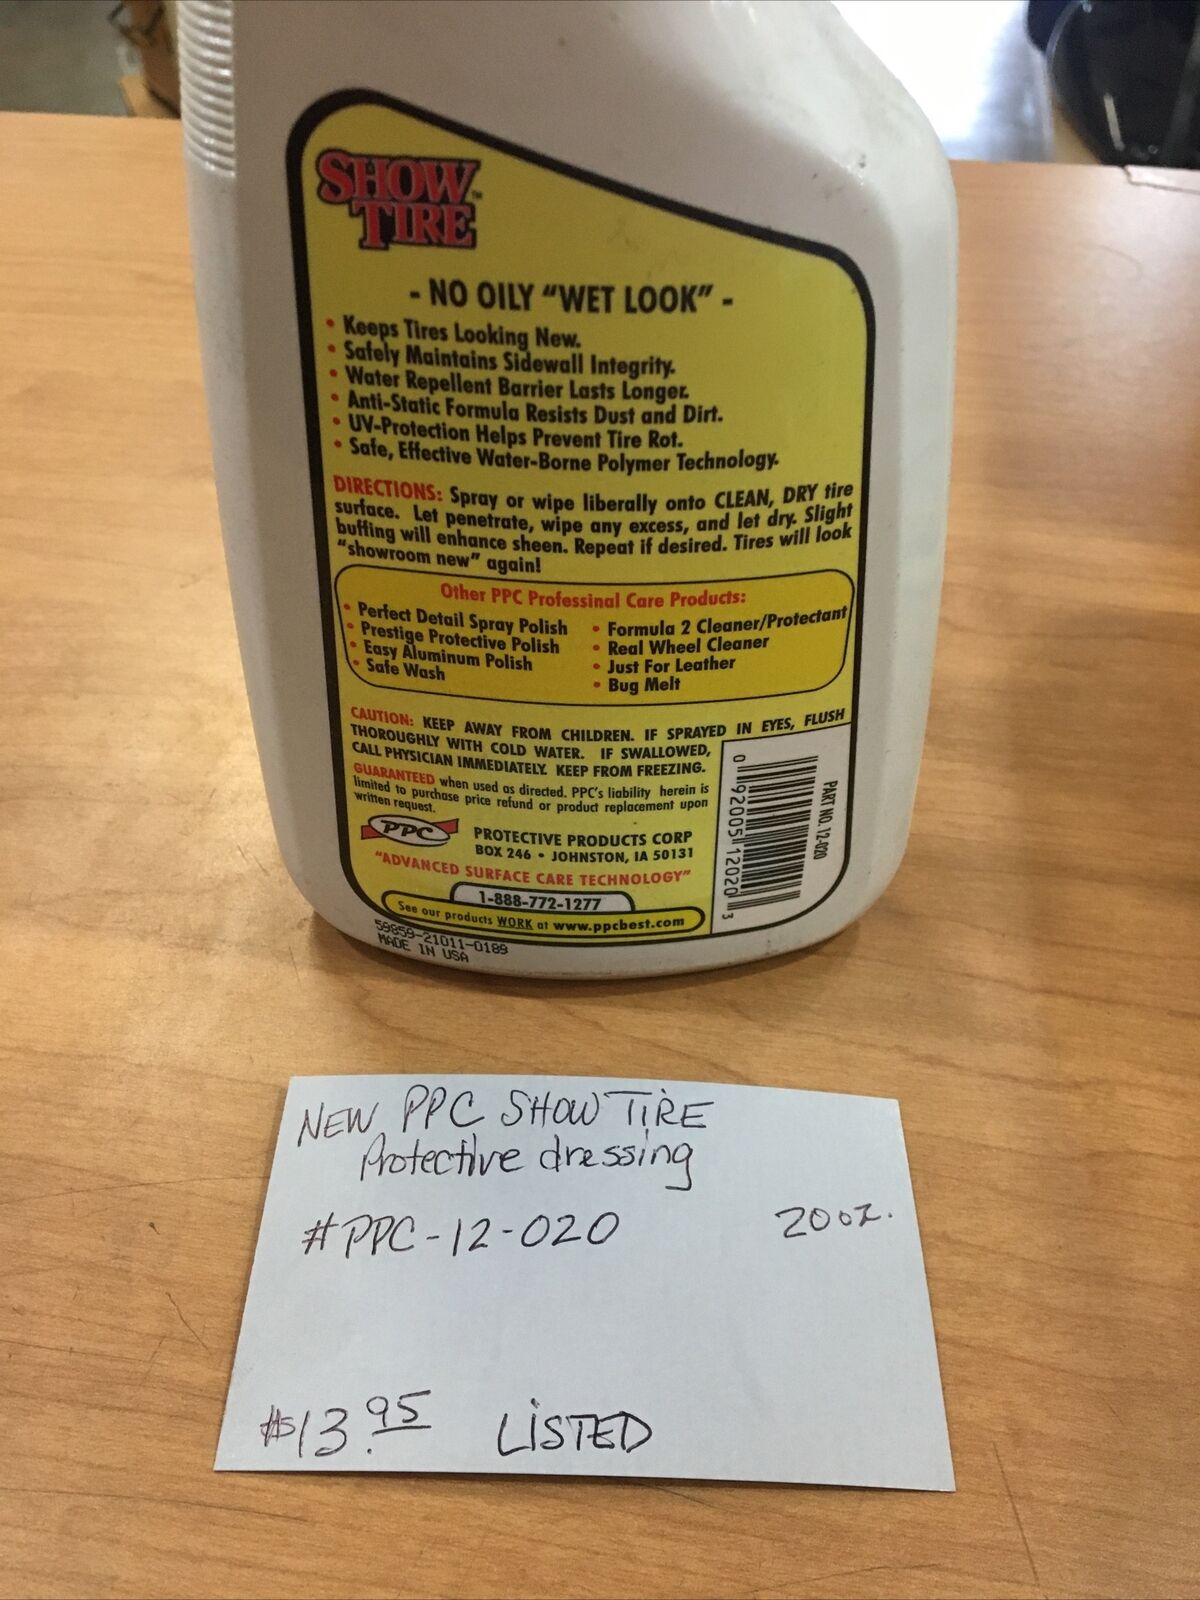 SHOW
TIRE™
- NO OILY "WET LOOK" -
• Keeps Tires Looking New.
• Safely Maintains Sidewall Integrity.
• Water Repellent Barrier Lasts Longer.
• Anti-Static Formula Resists Dust and Dirt.
• UV-Protection Helps Prevent Tire Rot.
• Safe, Effective Water-Borne Polymer Technology.
DIRECTIONS: Spray or wipe liberally onto CLEAN, DRY tire
surface. Let penetrate, wipe any excess, and let dry. Slight
buffing will enhance sheen. Repeat if desired. Tires will look
"showroom new" again!
Other PPC Professinal Care Products:
• Perfect Detail Spray Polish
• Prestige Protective Polish
• Easy Aluminum Polish
• Safe Wash
• Formula 2 Cleaner/Protectant
• Real Wheel Cleaner
• Just For Leather
• Bug Melt
CAUTION: KEEP AWAY FROM CHILDREN. IF SPRAYED IN EYES, FLUSH
THOROUGHLY WITH COLD WATER. IF SWALLOWED,
CALL PHYSICIAN IMMEDIATELY. KEEP FROM FREEZING.
GUARANTEED when used as directed. PPC's liability herein is
limited to purchase price refund or product replacement upon
written request.
PPC
PROTECTIVE PRODUCTS CORP
BOX 246 • JOHNSTON, IA 50131
"ADVANCED SURFACE CARE TECHNOLOGY"
1-888-772-1277
See our products WORK at www.ppcbest.com
PART NO. 12-020
0 92005 12020 3
59859-21011-0189
MADE IN USA
NEW PPC SHOW TIRE
Protective dressing
#PPC-12-020 20 oz.
$13.95 LISTED